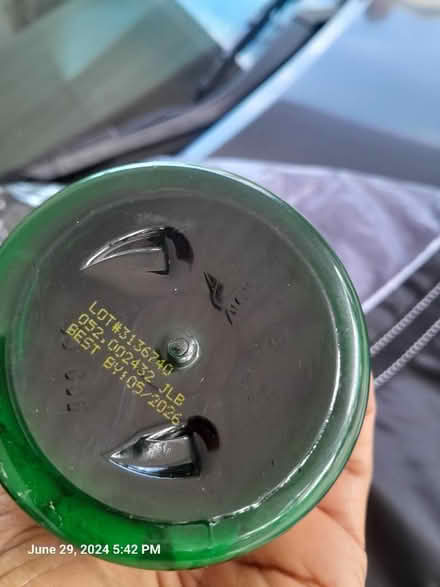 LOT#3136740
052.002432 JLB
BEST BY:05/2026
June 29, 2024 5:42 PM